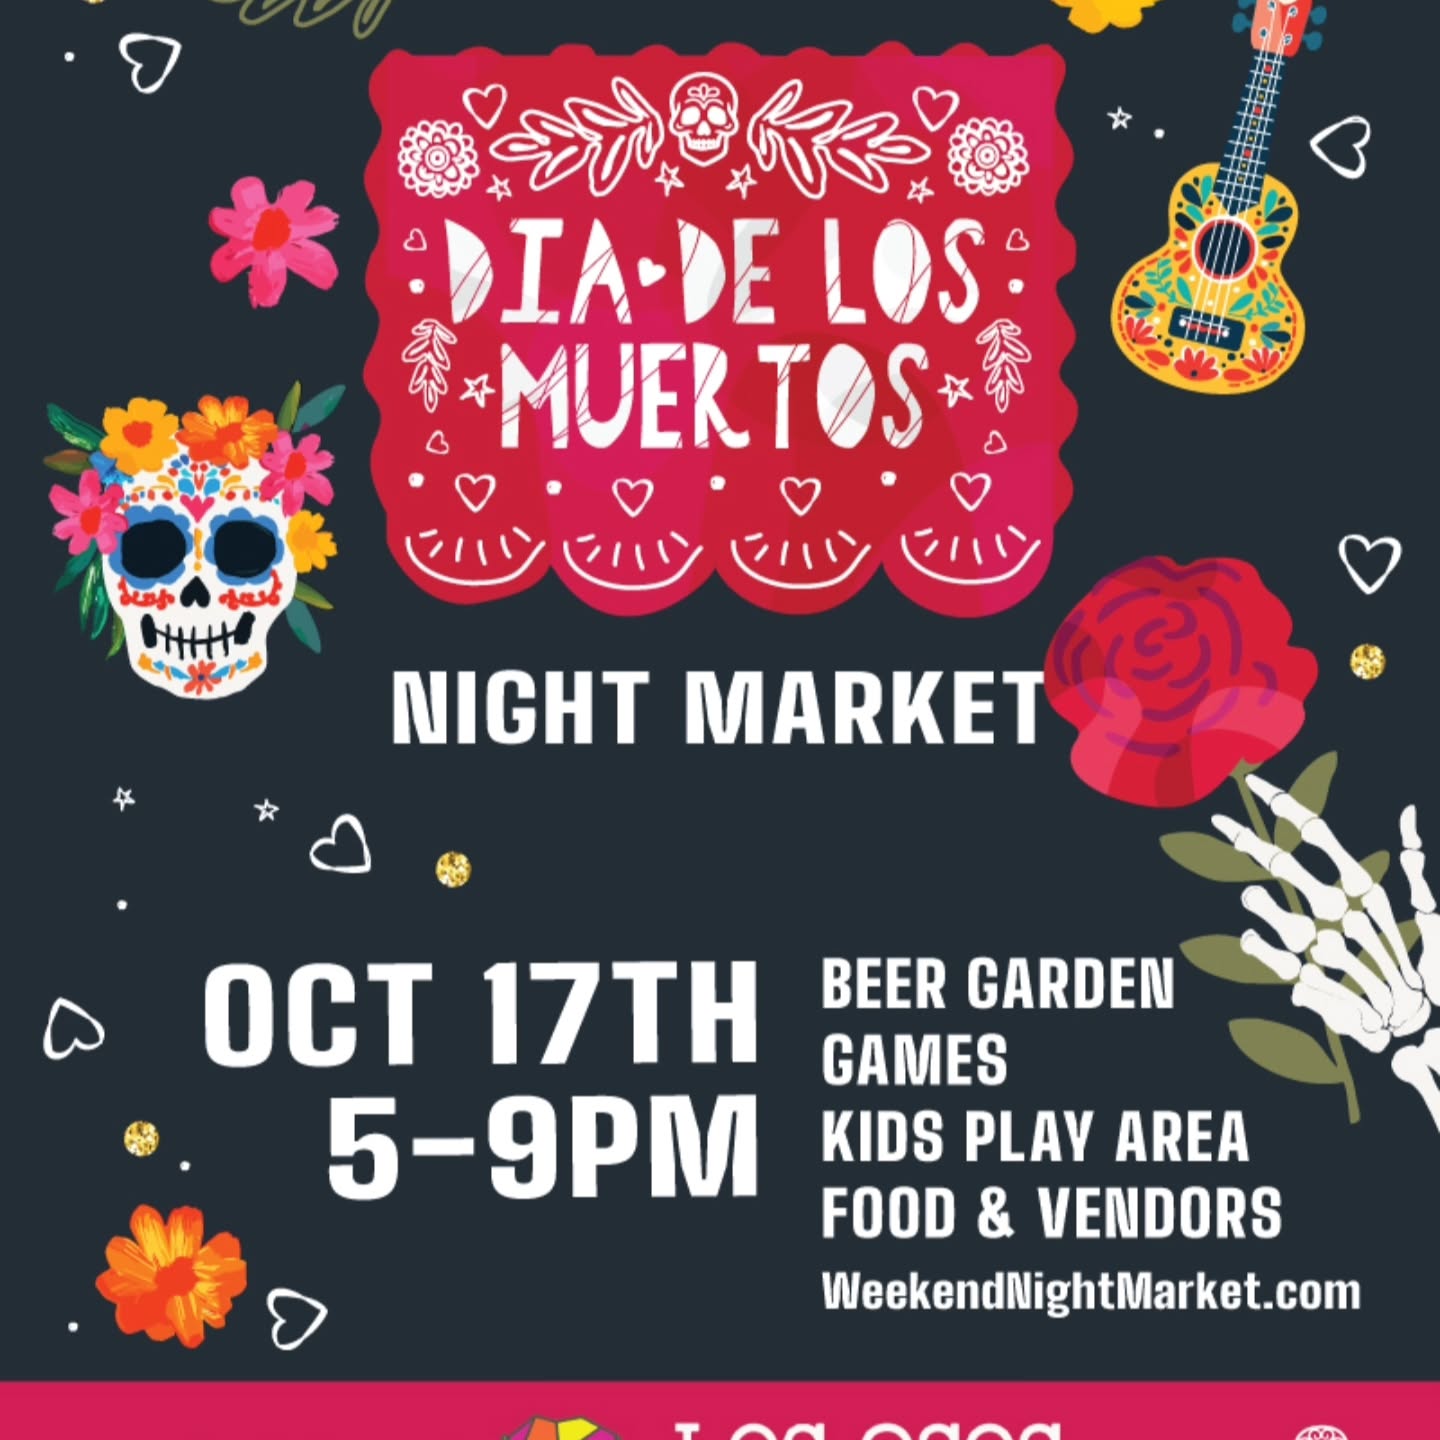 DIA DE LOS
MUERTOS
NIGHT MARKET
OCT 17TH
5-9PM
BEER GARDEN
GAMES
KIDS PLAY AREA
FOOD & VENDORS
WeekendNightMarket.com